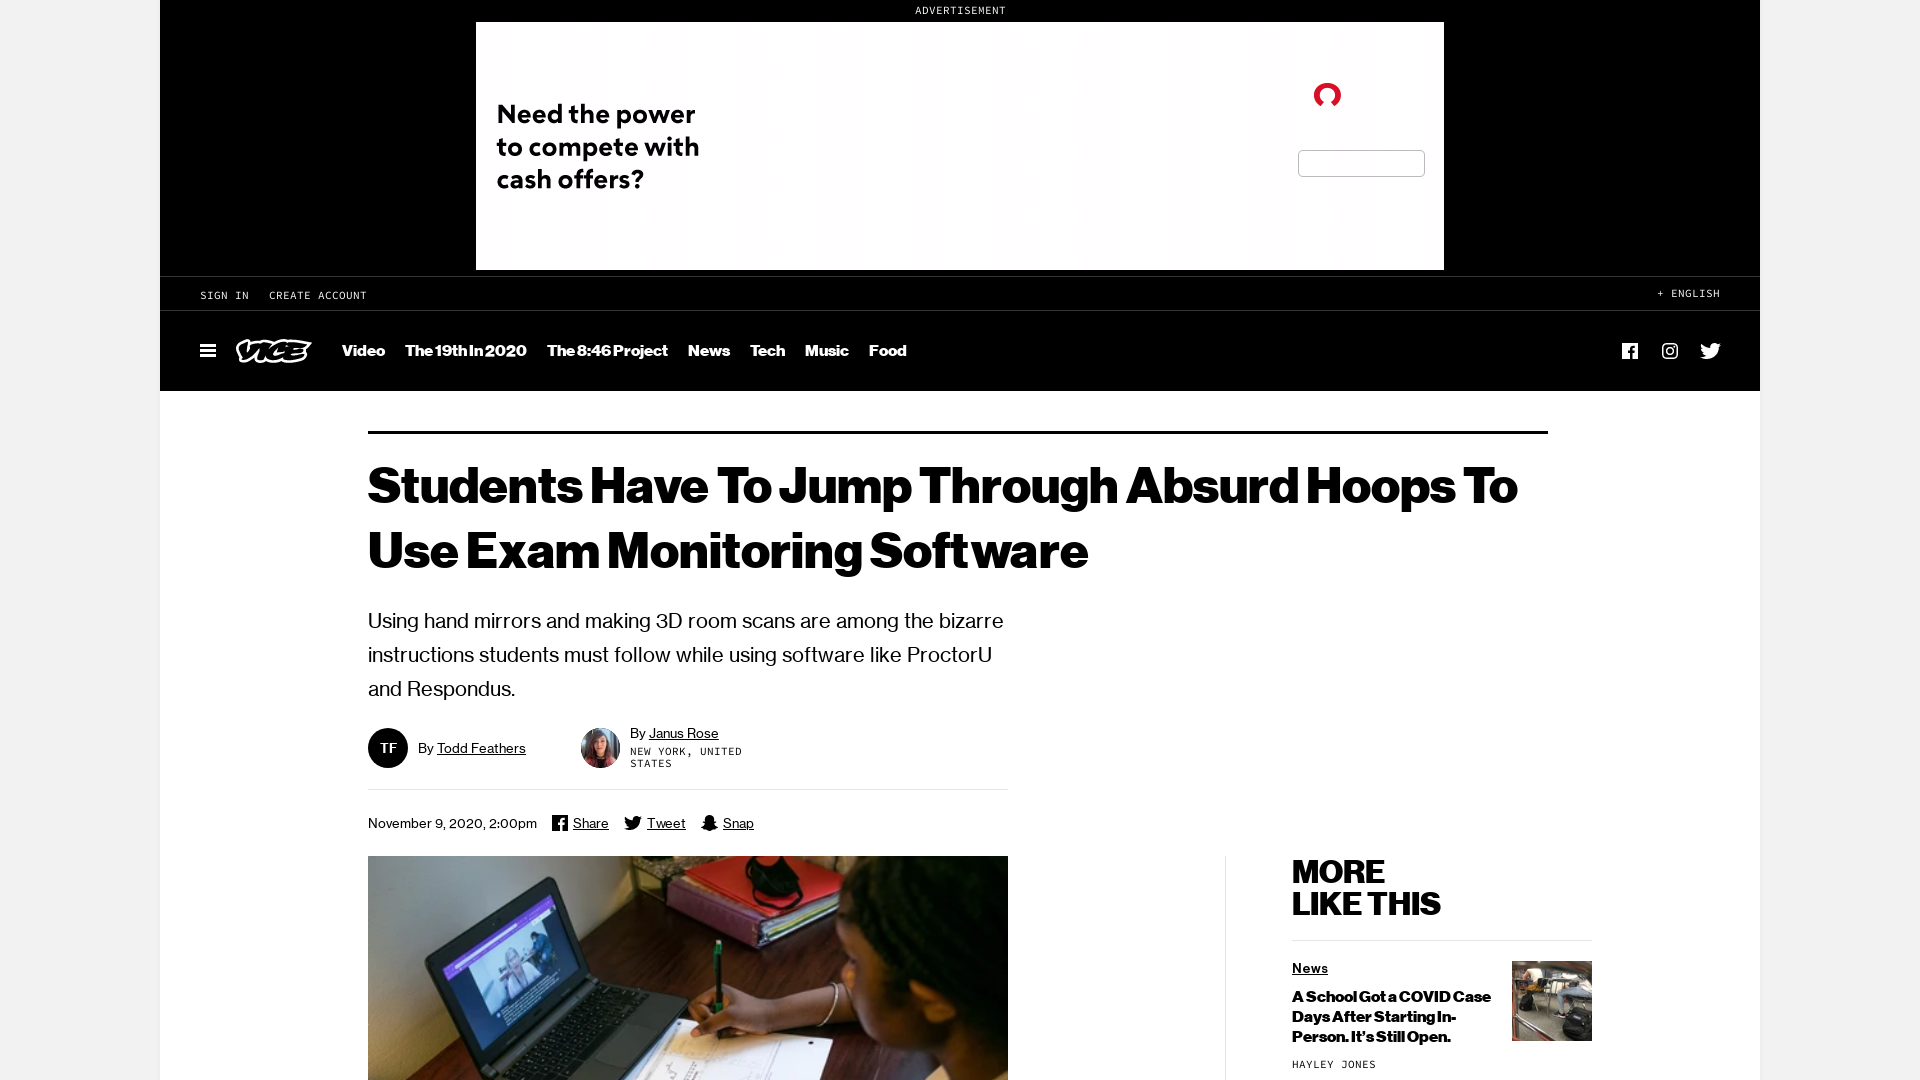 ADVERTISEMENT
Need the power
to compete with
cash offers?
SIGN IN CREATE ACCOUNT
+ ENGLISH
VICE
Video The 19th In 2020 The 8:46 Project News Tech Music Food
Students Have To Jump Through Absurd Hoops To
Use Exam Monitoring Software
Using hand mirrors and making 3D room scans are among the bizarre
instructions students must follow while using software like ProctorU
and Respondus.
TF
By Todd Feathers
By Janus Rose
NEW YORK, UNITED
STATES
November 9, 2020, 2:00pm Share Tweet Snap
MORE
LIKE THIS
News
A School Got a COVID Case
Days After Starting In-
Person. It's Still Open.
HAYLEY JONES